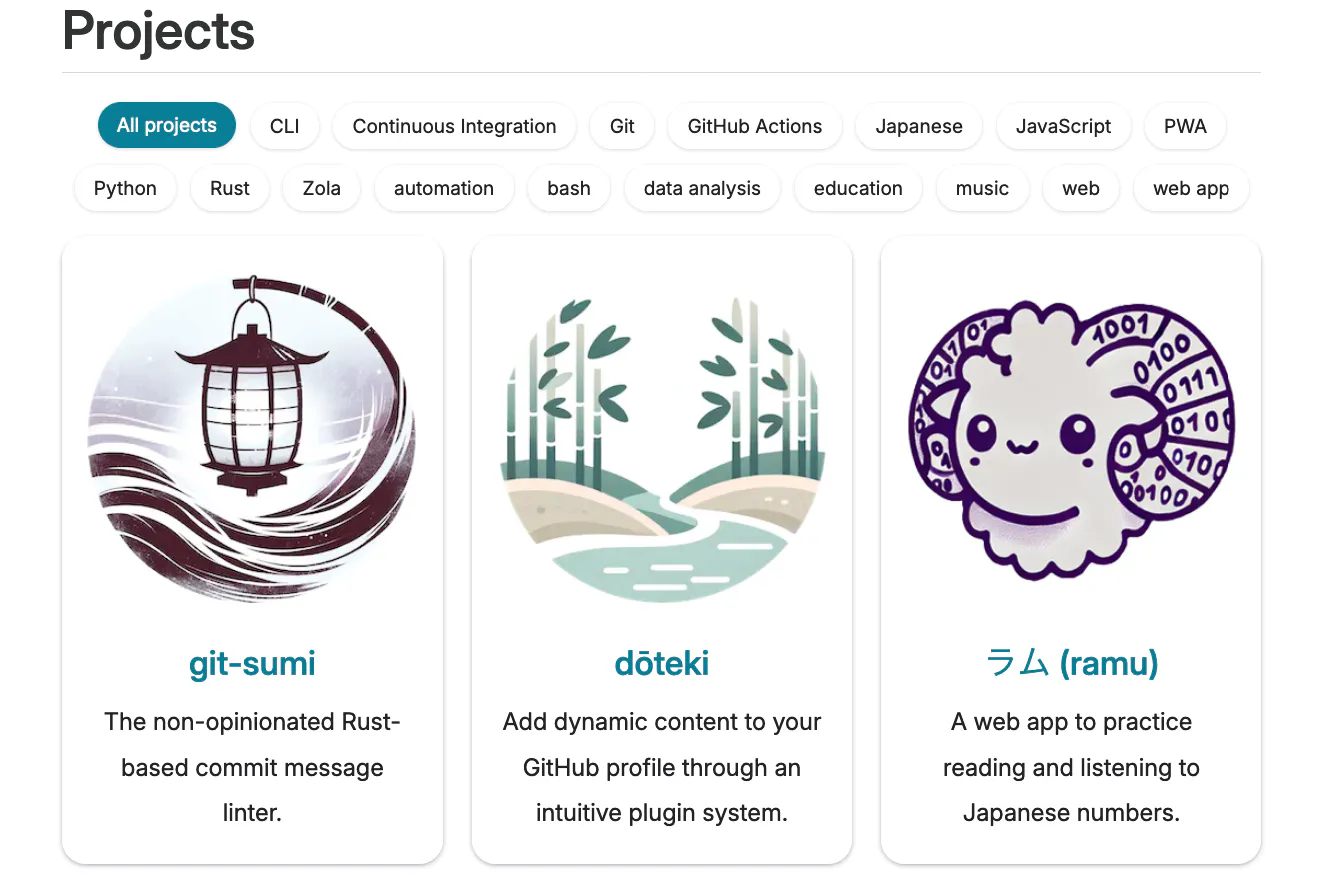 Projects
All projects CLI Continuous Integration Git GitHub Actions Japanese JavaScript PWA
Python Rust Zola automation bash data analysis education music web web app
1001
0100
0111
0100
0100
00100
git-sumi
The non-opinionated Rust-
based commit message
linter.
dōteki
Add dynamic content to your
GitHub profile through an
intuitive plugin system.
ラム (ramu)
A web app to practice
reading and listening to
Japanese numbers.